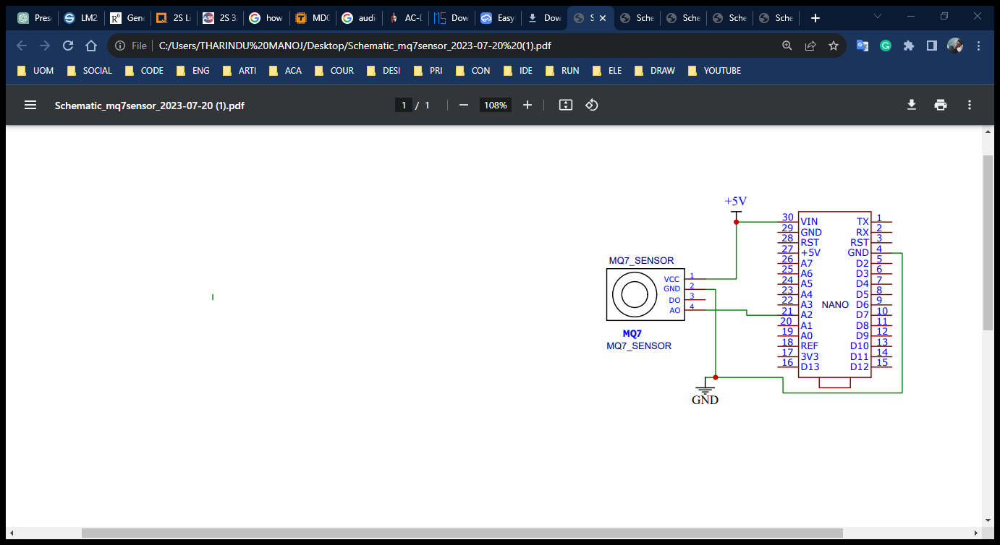 Pres LM2 Gene 2S Li 2S 3 how MDC audi AC-D Dow Easy Dow S Sche Sche Sche Sche
File C:/Users/THARINDU%20MANOJ/Desktop/Schematic_mq7sensor_2023-07-20%20(1).pdf
UOM SOCIAL CODE ENG ARTI ACA COUR DESI PRI CON IDE RUN ELE DRAW YOUTUBE
Schematic_mq7sensor_2023-07-20 (1).pdf 1 / 1 108%
+5V
MQ7_SENSOR
VCC 1
GND 2
DO 3
AO 4
MQ7
MQ7_SENSOR
GND
30 VIN TX 1
29 GND RX 2
28 RST RST 3
27 +5V GND 4
26 A7 D2 5
25 A6 D3 6
24 A5 D4 7
23 A4 D5 8
22 A3 NANO D6 9
21 A2 D7 10
20 A1 D8 11
19 A0 D9 12
18 REF D10 13
17 3V3 D11 14
16 D13 D12 15